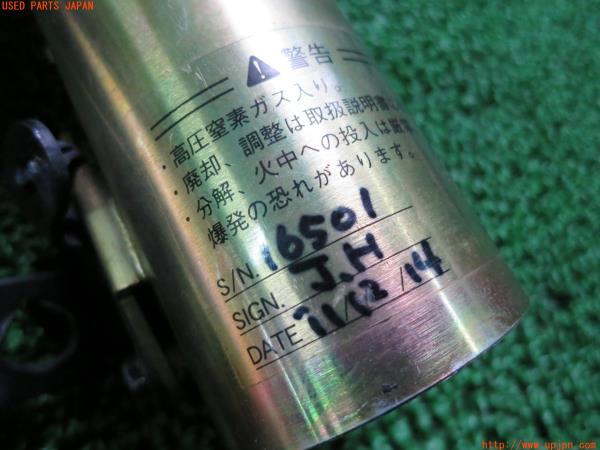 USED PARTS JAPAN
警告
・高圧窒素ガス入り。
・廃却、調整は取扱説明書
・分解、火中への投入は厳
爆発の恐れがあります。
S/N. 16501
SIGN. J.H
DATE /12/14
http://www.upjpn.com